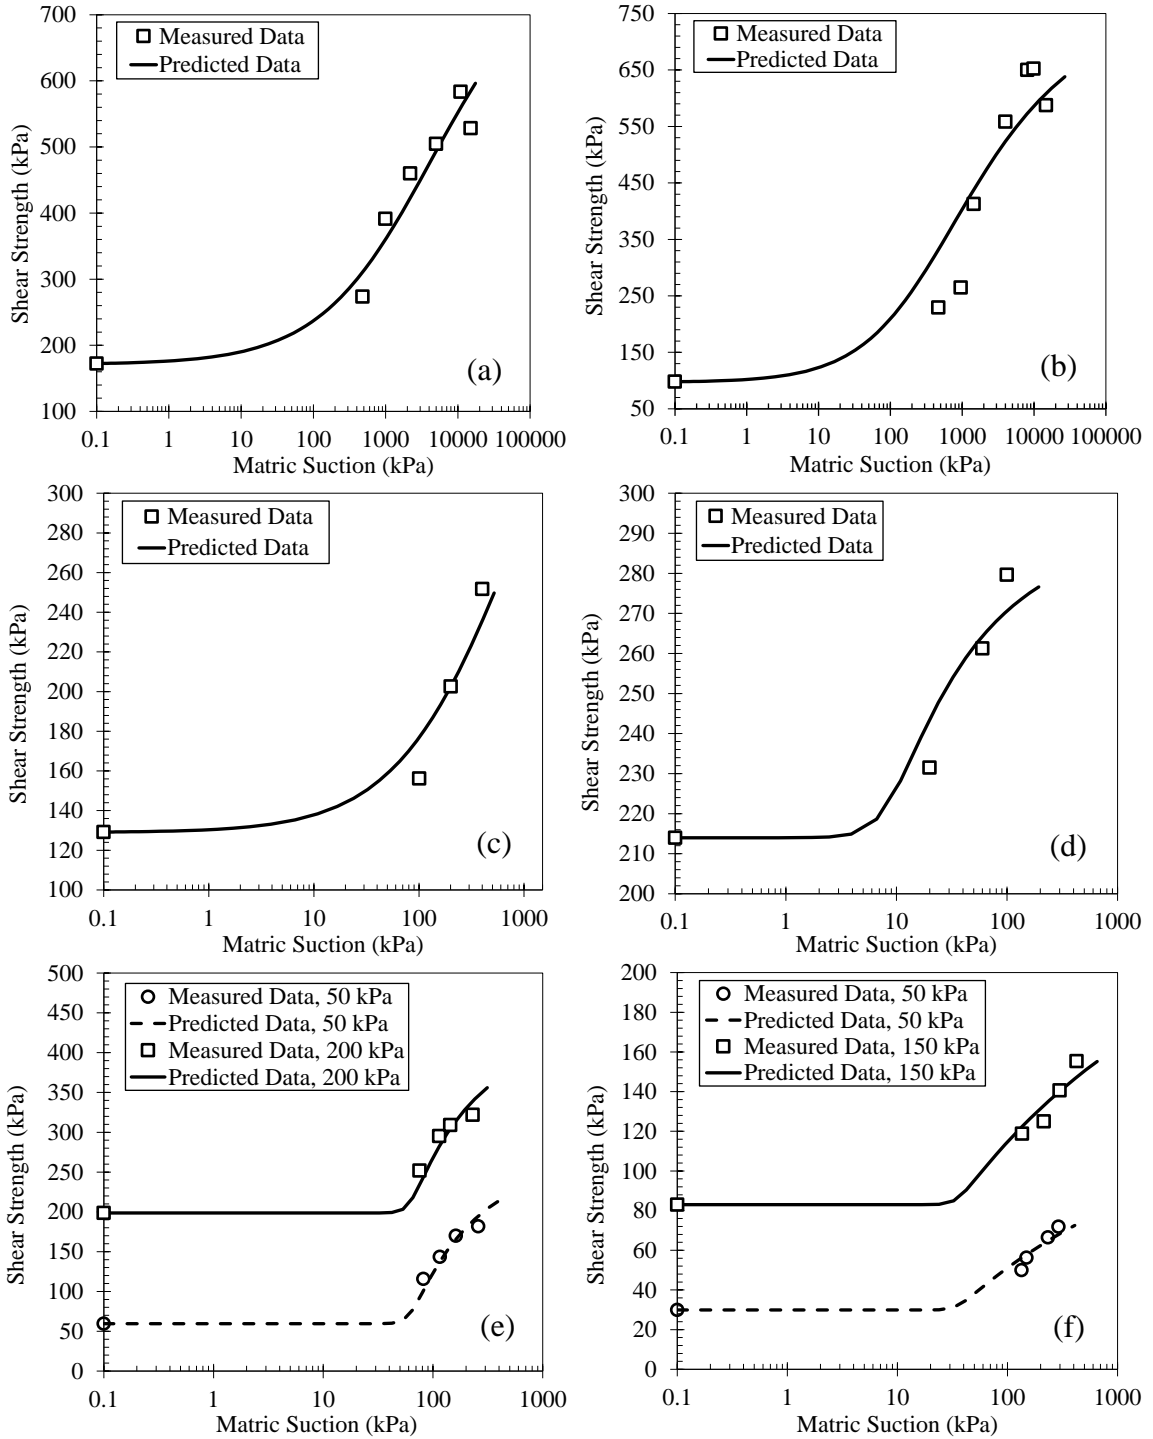 Measured Data
Predicted Data
700
600
500
400
300
200
100
Shear Strength (kPa)
(a)
0.1 1 10 100 1000 10000 100000
Matric Suction (kPa)
Measured Data
Predicted Data
750
650
550
450
350
250
150
50
Shear Strength (kPa)
(b)
0.1 1 10 100 1000 10000 100000
Matric Suction (kPa)
Measured Data
Predicted Data
300
280
260
240
220
200
180
160
140
120
100
Shear Strength (kPa)
(c)
0.1 1 10 100 1000
Matric Suction (kPa)
Measured Data
Predicted Data
300
290
280
270
260
250
240
230
220
210
200
Shear Strength (kPa)
(d)
0.1 1 10 100 1000
Matric Suction (kPa)
Measured Data, 50 kPa
Predicted Data, 50 kPa
Measured Data, 200 kPa
Predicted Data, 200 kPa
500
450
400
350
300
250
200
150
100
50
0
Shear Strength (kPa)
(e)
0.1 1 10 100 1000
Matric Suction (kPa)
Measured Data, 50 kPa
Predicted Data, 50 kPa
Measured Data, 150 kPa
Predicted Data, 150 kPa
200
180
160
140
120
100
80
60
40
20
0
Shear Strength (kPa)
(f)
0.1 1 10 100 1000
Matric Suction (kPa)